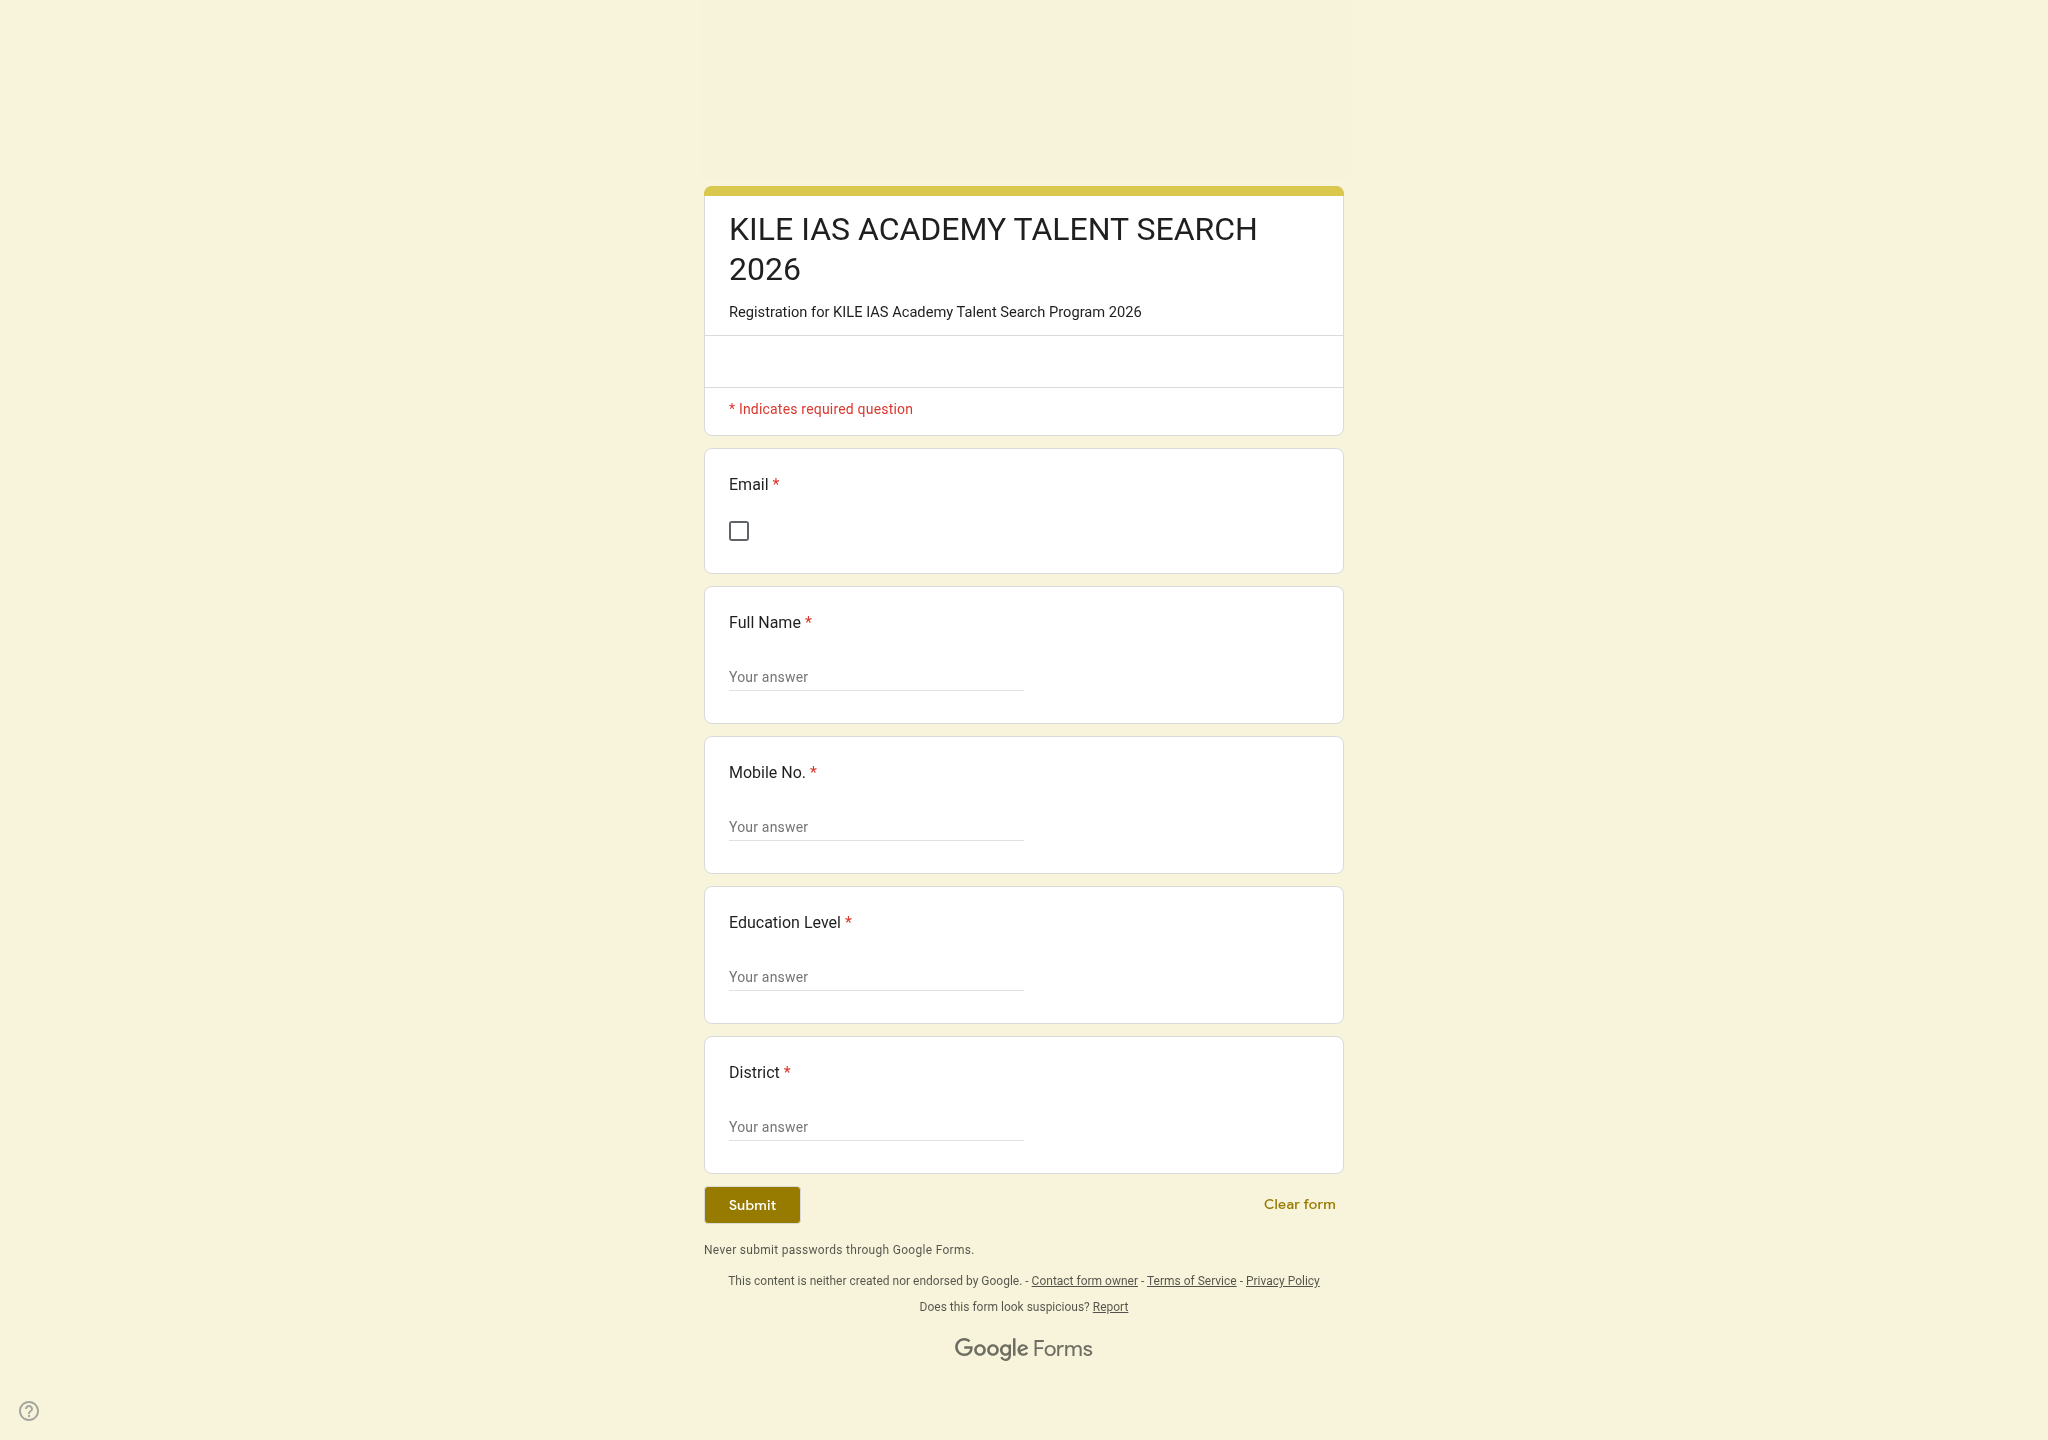 KILE IAS ACADEMY TALENT SEARCH
2026
Registration for KILE IAS Academy Talent Search Program 2026
* Indicates required question
Email *
Full Name *
Your answer
Mobile No. *
Your answer
Education Level *
Your answer
District *
Your answer
Submit
Clear form
Never submit passwords through Google Forms.
This content is neither created nor endorsed by Google. - Contact form owner - Terms of Service - Privacy Policy
Does this form look suspicious? Report
Google Forms